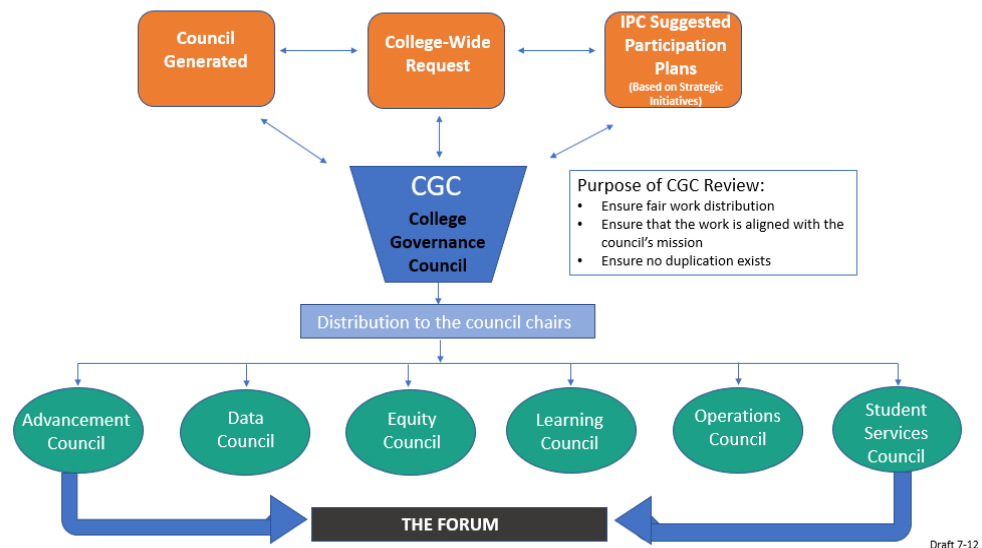 Council
Generated
College-Wide
Request
IPC Suggested
Participation
Plans
(Based on Strategic
Initiatives)
CGC
College
Governance
Council
Purpose of CGC Review:
• Ensure fair work distribution
• Ensure that the work is aligned with the
council's mission
• Ensure no duplication exists
Distribution to the council chairs
Advancement
Council
Data
Council
Equity
Council
Learning
Council
Operations
Council
Student
Services
Council
THE FORUM
Draft 7-12